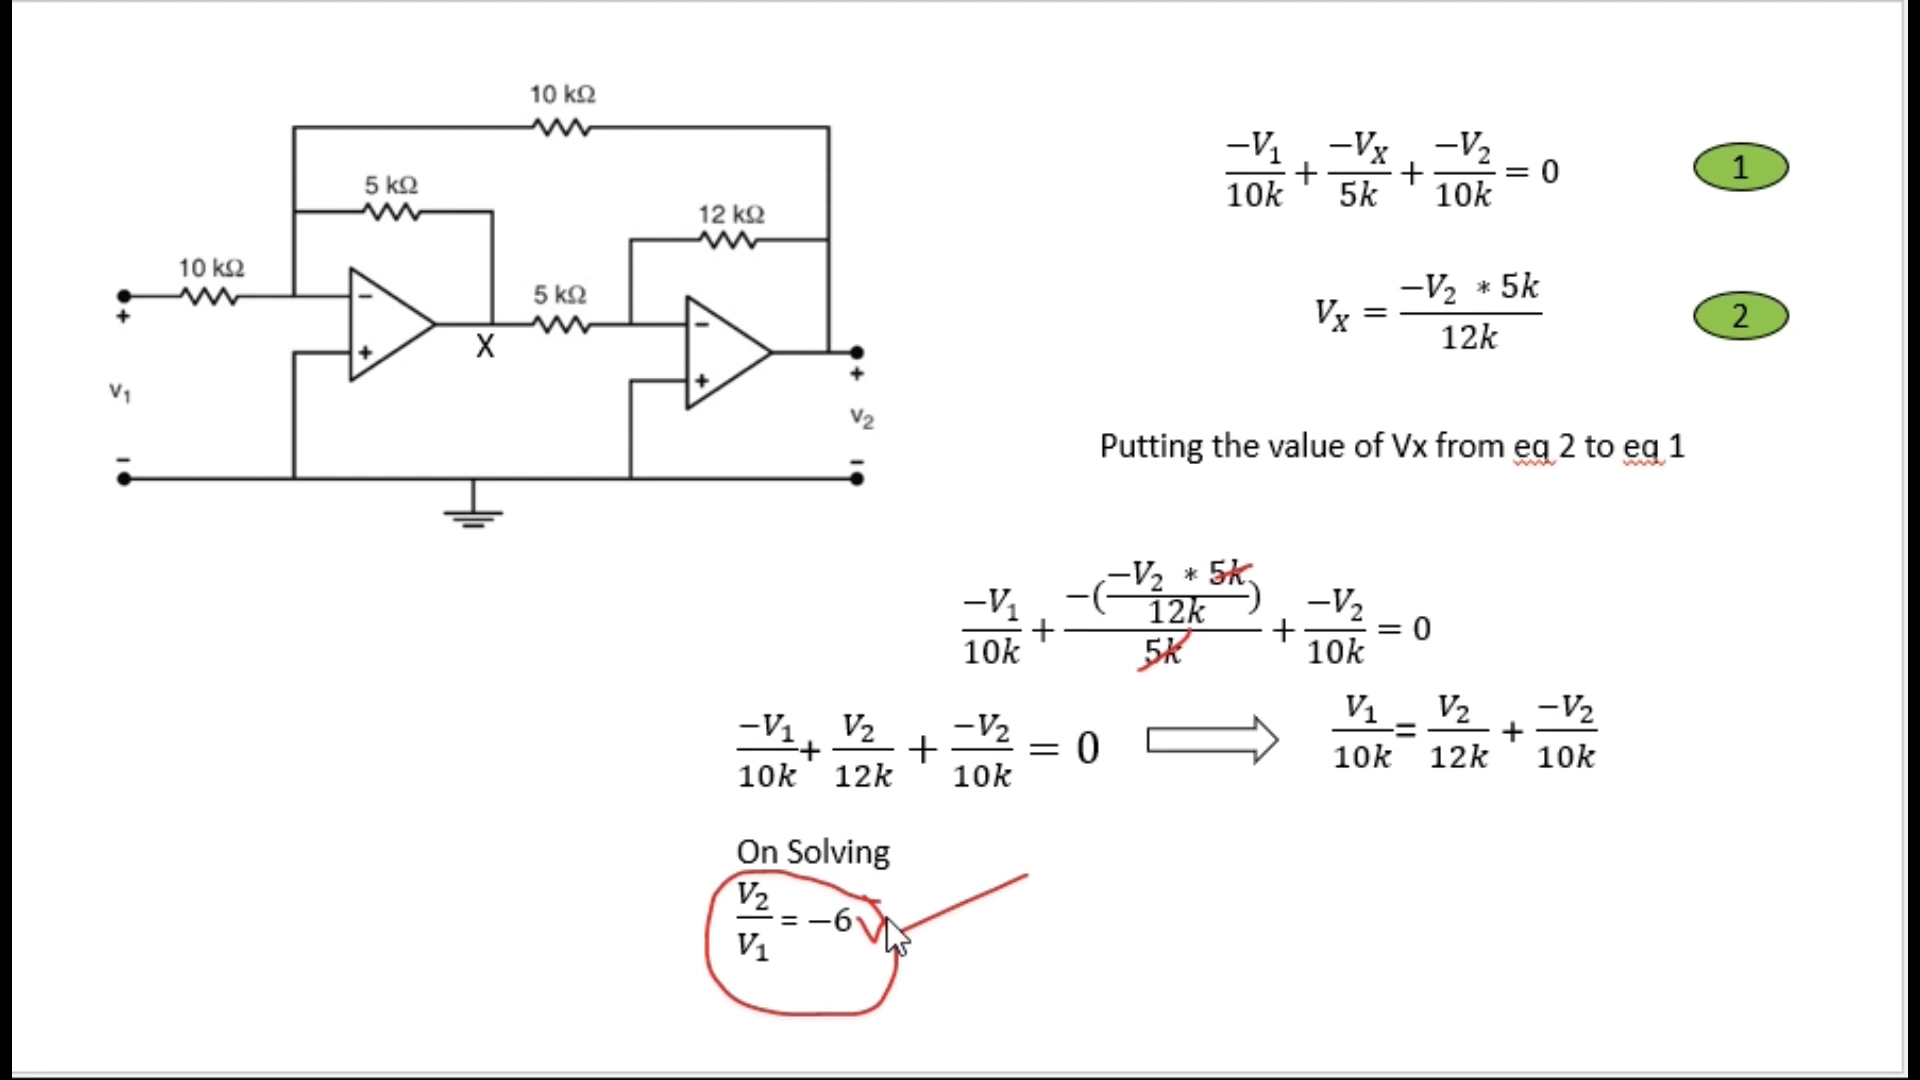 10 kΩ
5 kΩ
12 kΩ
10 kΩ
5 kΩ
−
+
X
−
+
+
v₁
−
+
v₂
−
−V₁/10k + −V_X/5k + −V₂/10k = 0
1
V_X = −V₂ * 5k / 12k
2
Putting the value of Vx from eq 2 to eq 1
−V₁/10k + −(−V₂ * 5k / 12k)/5k + −V₂/10k = 0
−V₁/10k + V₂/12k + −V₂/10k = 0
V₁/10k = V₂/12k + −V₂/10k
On Solving
V₂/V₁ = −6